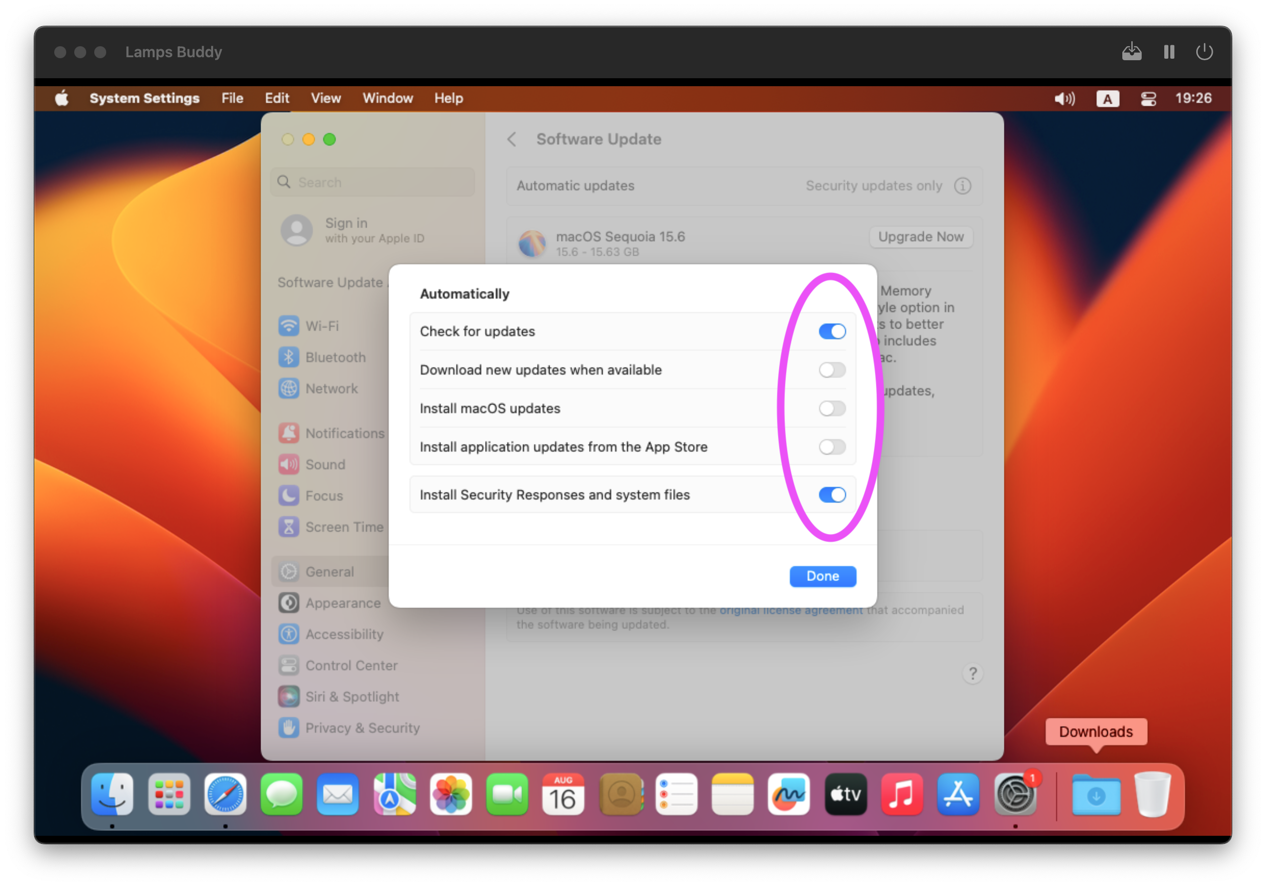 Lamps Buddy
System Settings File Edit View Window Help A 19:26
Search
Sign in
with your Apple ID
Software Update
Wi-Fi
Bluetooth
Network
Notifications
Sound
Focus
Screen Time
General
Appearance
Accessibility
Control Center
Siri & Spotlight
Privacy & Security
Software Update
Automatic updates Security updates only
macOS Sequoia 15.6 Upgrade Now
15.6 - 15.63 GB
Memory
yle option in
s to better
includes
ac.
updates,
Automatically
Check for updates
Download new updates when available
Install macOS updates
Install application updates from the App Store
Install Security Responses and system files
Done
Use of this software is subject to the original license agreement that accompanied
the software being updated.
?
Downloads
AUG
16
tv
1